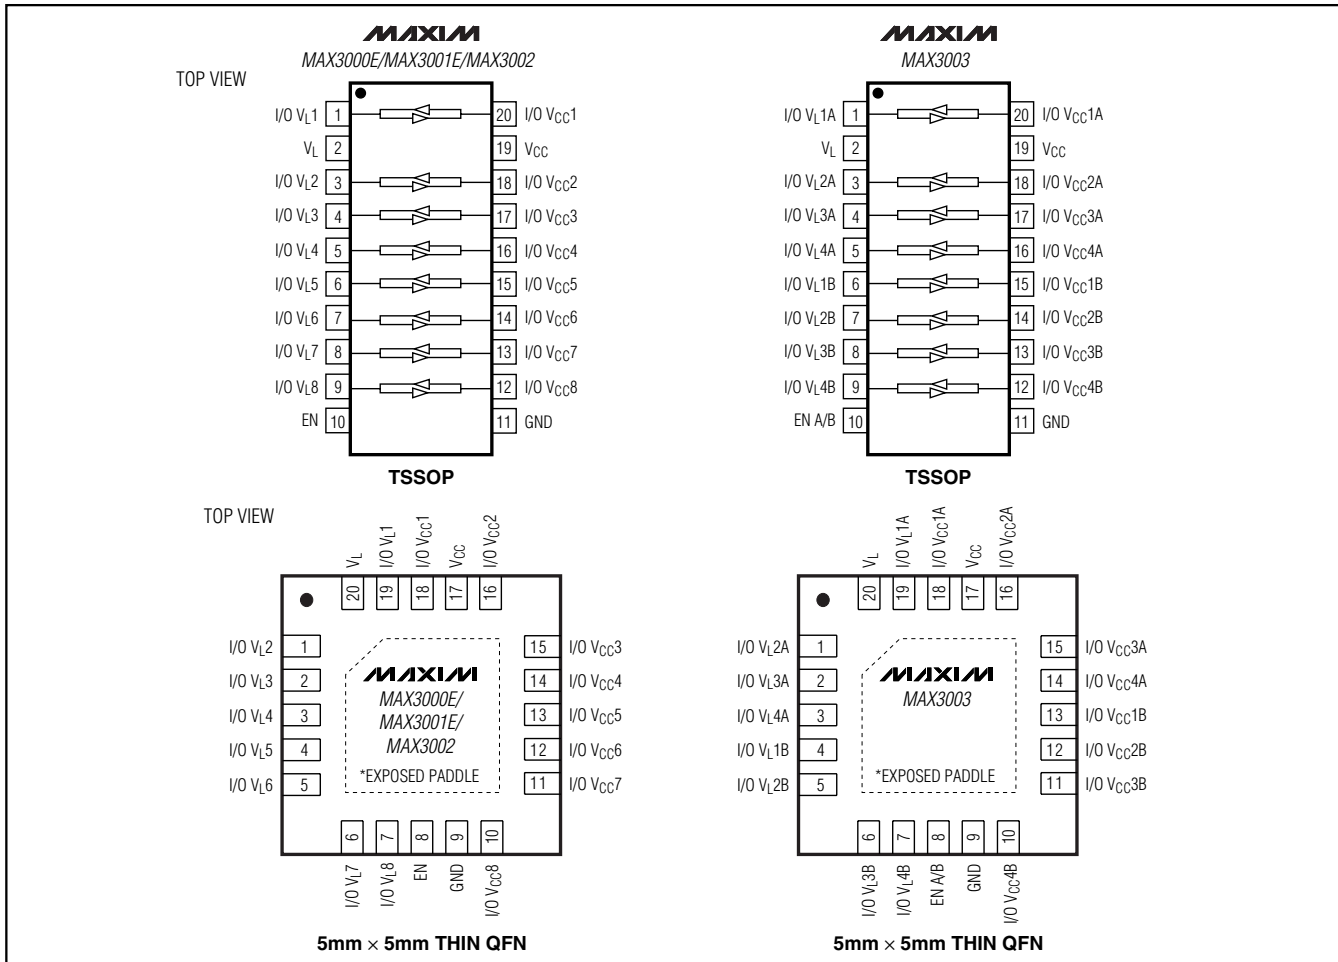 MAXIM
MAX3000E/MAX3001E/MAX3002
TOP VIEW
I/O VL1 1 20 I/O VCC1
VL 2 19 VCC
I/O VL2 3 18 I/O VCC2
I/O VL3 4 17 I/O VCC3
I/O VL4 5 16 I/O VCC4
I/O VL5 6 15 I/O VCC5
I/O VL6 7 14 I/O VCC6
I/O VL7 8 13 I/O VCC7
I/O VL8 9 12 I/O VCC8
EN 10 11 GND
TSSOP
MAXIM
MAX3003
I/O VL1A 1 20 I/O VCC1A
VL 2 19 VCC
I/O VL2A 3 18 I/O VCC2A
I/O VL3A 4 17 I/O VCC3A
I/O VL4A 5 16 I/O VCC4A
I/O VL1B 6 15 I/O VCC1B
I/O VL2B 7 14 I/O VCC2B
I/O VL3B 8 13 I/O VCC3B
I/O VL4B 9 12 I/O VCC4B
EN A/B 10 11 GND
TSSOP
TOP VIEW
VL I/O VL1 I/O VCC1 VCC I/O VCC2
20 19 18 17 16
I/O VL2 1 15 I/O VCC3
I/O VL3 2 14 I/O VCC4
I/O VL4 3 13 I/O VCC5
I/O VL5 4 12 I/O VCC6
I/O VL6 5 11 I/O VCC7
MAXIM
MAX3000E/
MAX3001E/
MAX3002
*EXPOSED PADDLE
6 7 8 9 10
I/O VL7 I/O VL8 EN GND I/O VCC8
5mm × 5mm THIN QFN
VL I/O VL1A I/O VCC1A VCC I/O VCC2A
20 19 18 17 16
I/O VL2A 1 15 I/O VCC3A
I/O VL3A 2 14 I/O VCC4A
I/O VL4A 3 13 I/O VCC1B
I/O VL1B 4 12 I/O VCC2B
I/O VL2B 5 11 I/O VCC3B
MAXIM
MAX3003
*EXPOSED PADDLE
6 7 8 9 10
I/O VL3B I/O VL4B EN A/B GND I/O VCC4B
5mm × 5mm THIN QFN